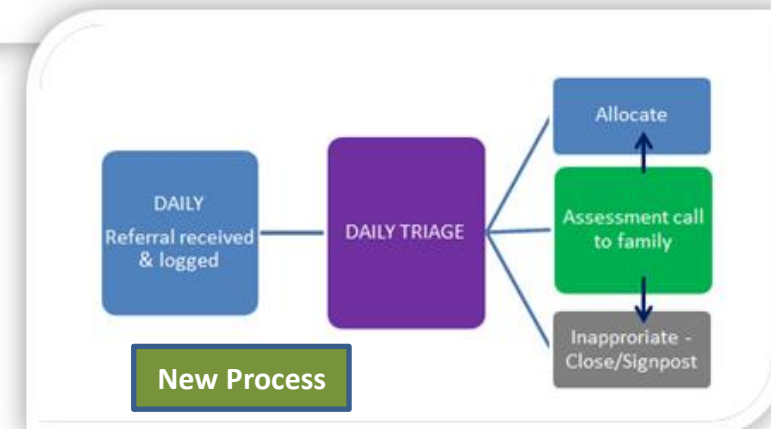 DAILY
Referral received
& logged
DAILY TRIAGE
Allocate
Assessment call
to family
Inapproriate -
Close/Signpost
New Process